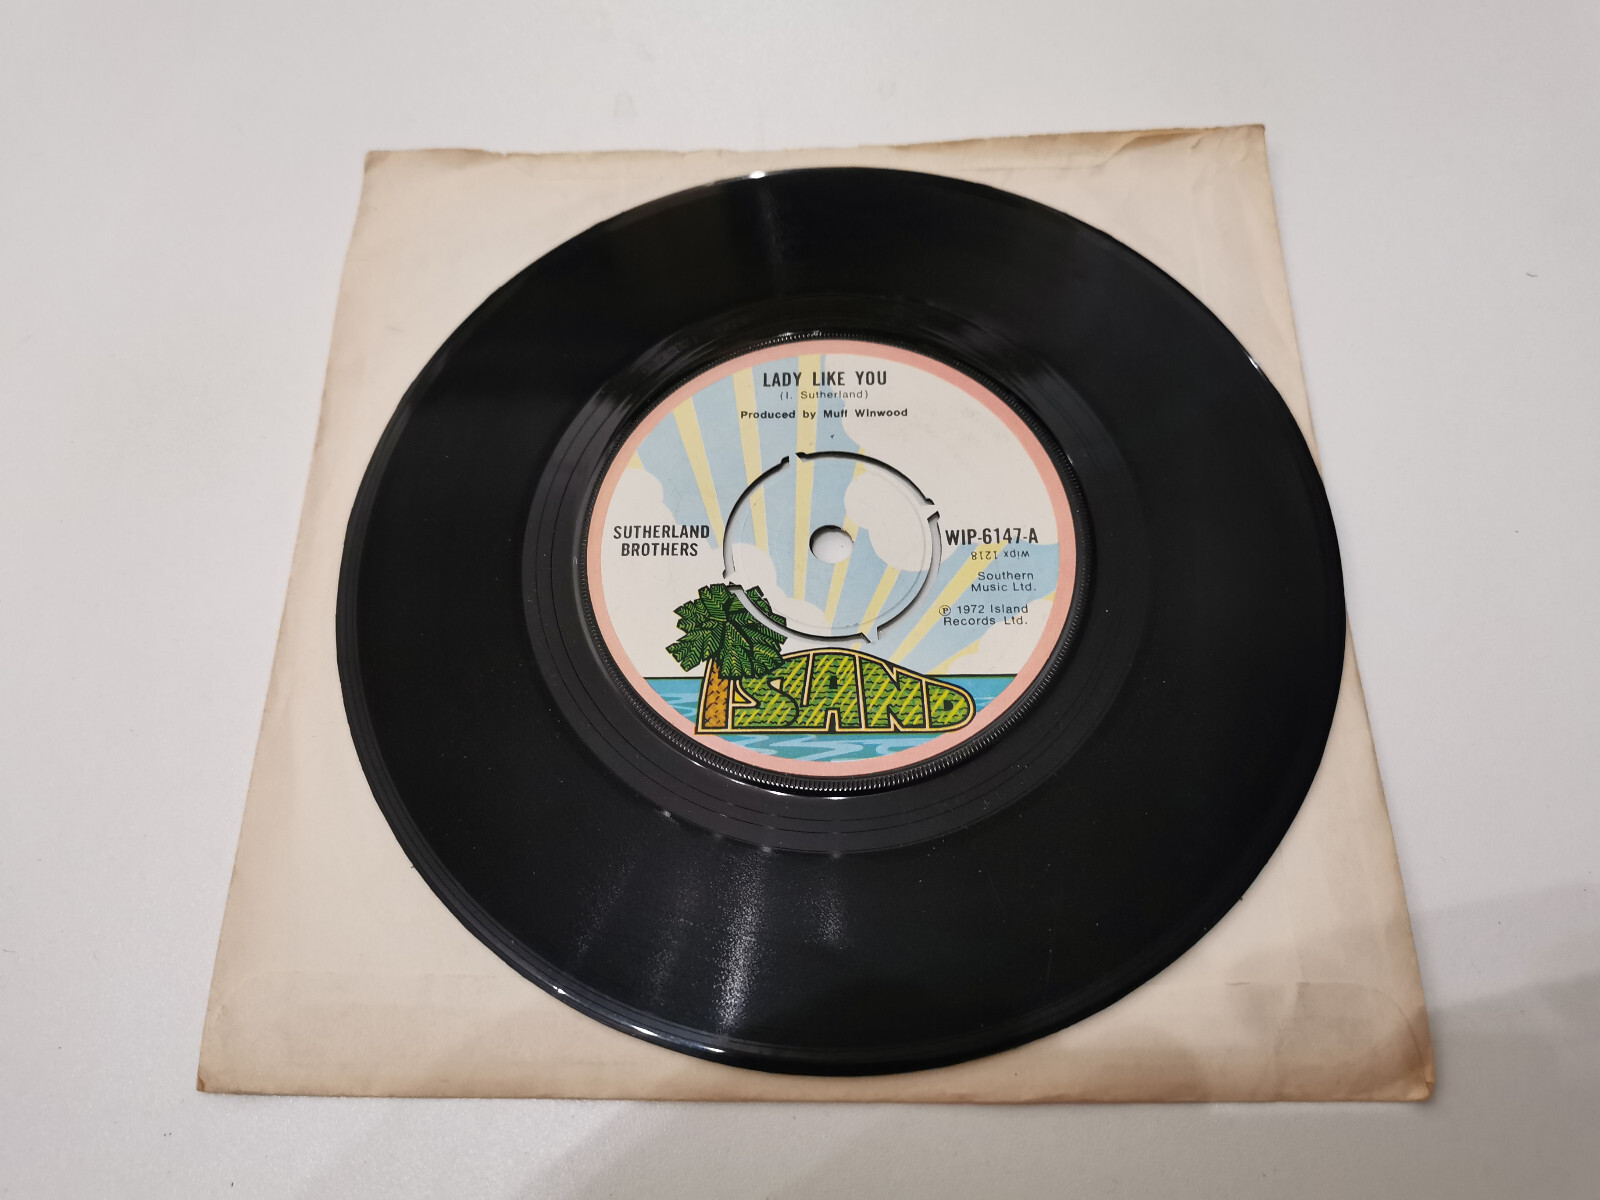 LADY LIKE YOU
(I. Sutherland)
Produced by Muff Winwood
SUTHERLAND
BROTHERS
WIP-6147-A
wipx 1218
Southern
Music Ltd.
℗ 1972 Island
Records Ltd.
ISLAND